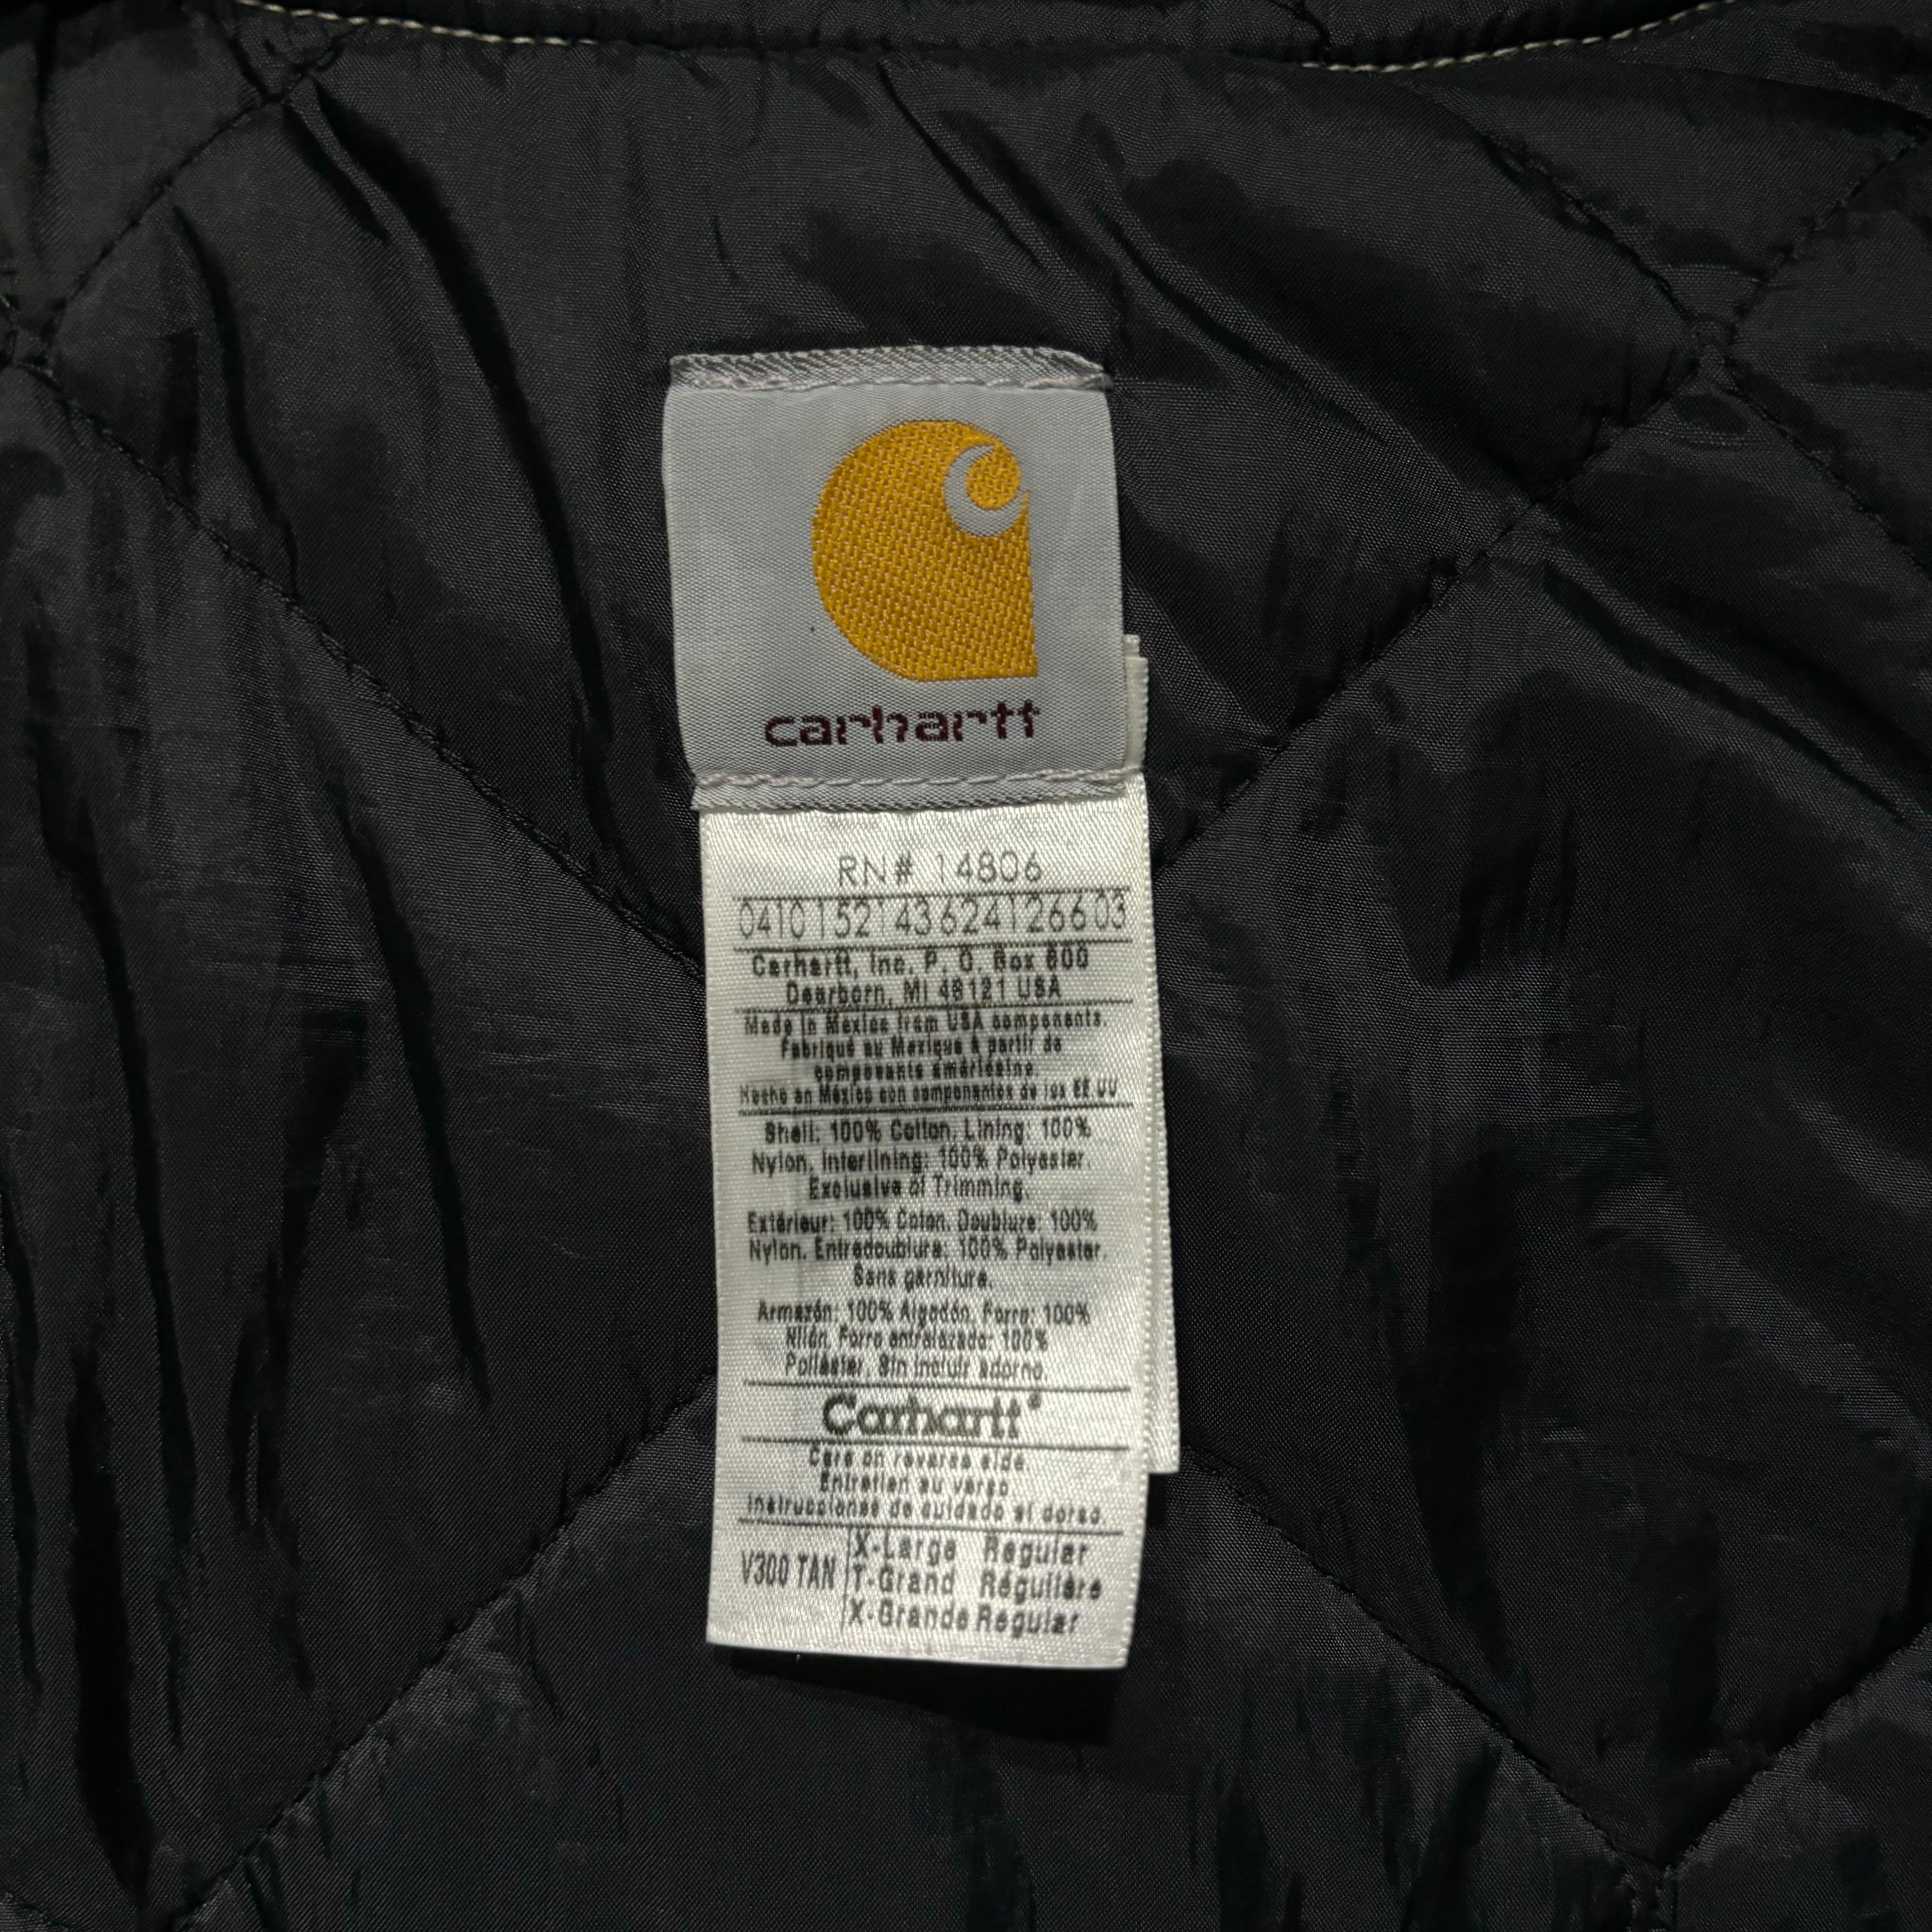 carhartt
RN# 14806
0410152143624126603
Carhartt, Inc. P. O. Box 600
Dearborn, MI 48121 USA
Made in Mexico from USA components.
Fabriqué au Mexique à partir de
composants américains.
Hecho en México con componentes de los EE UU
Shell: 100% Cotton. Lining: 100%
Nylon. Interlining: 100% Polyester.
Exclusive of Trimming.
Extérieur: 100% Coton. Doublure: 100%
Nylon. Entredoublure: 100% Polyester.
Sans garniture.
Armazón: 100% Algodón. Forro: 100%
Nilón. Forro entrelazado: 100%
Poliéster. Sin incluir adorno.
Carhartt®
Care on reverse side.
Entretien au verso
Instrucciones de cuidado al dorso.
V300 TAN
X-Large Regular
T-Grand Régulière
X-Grande Regular